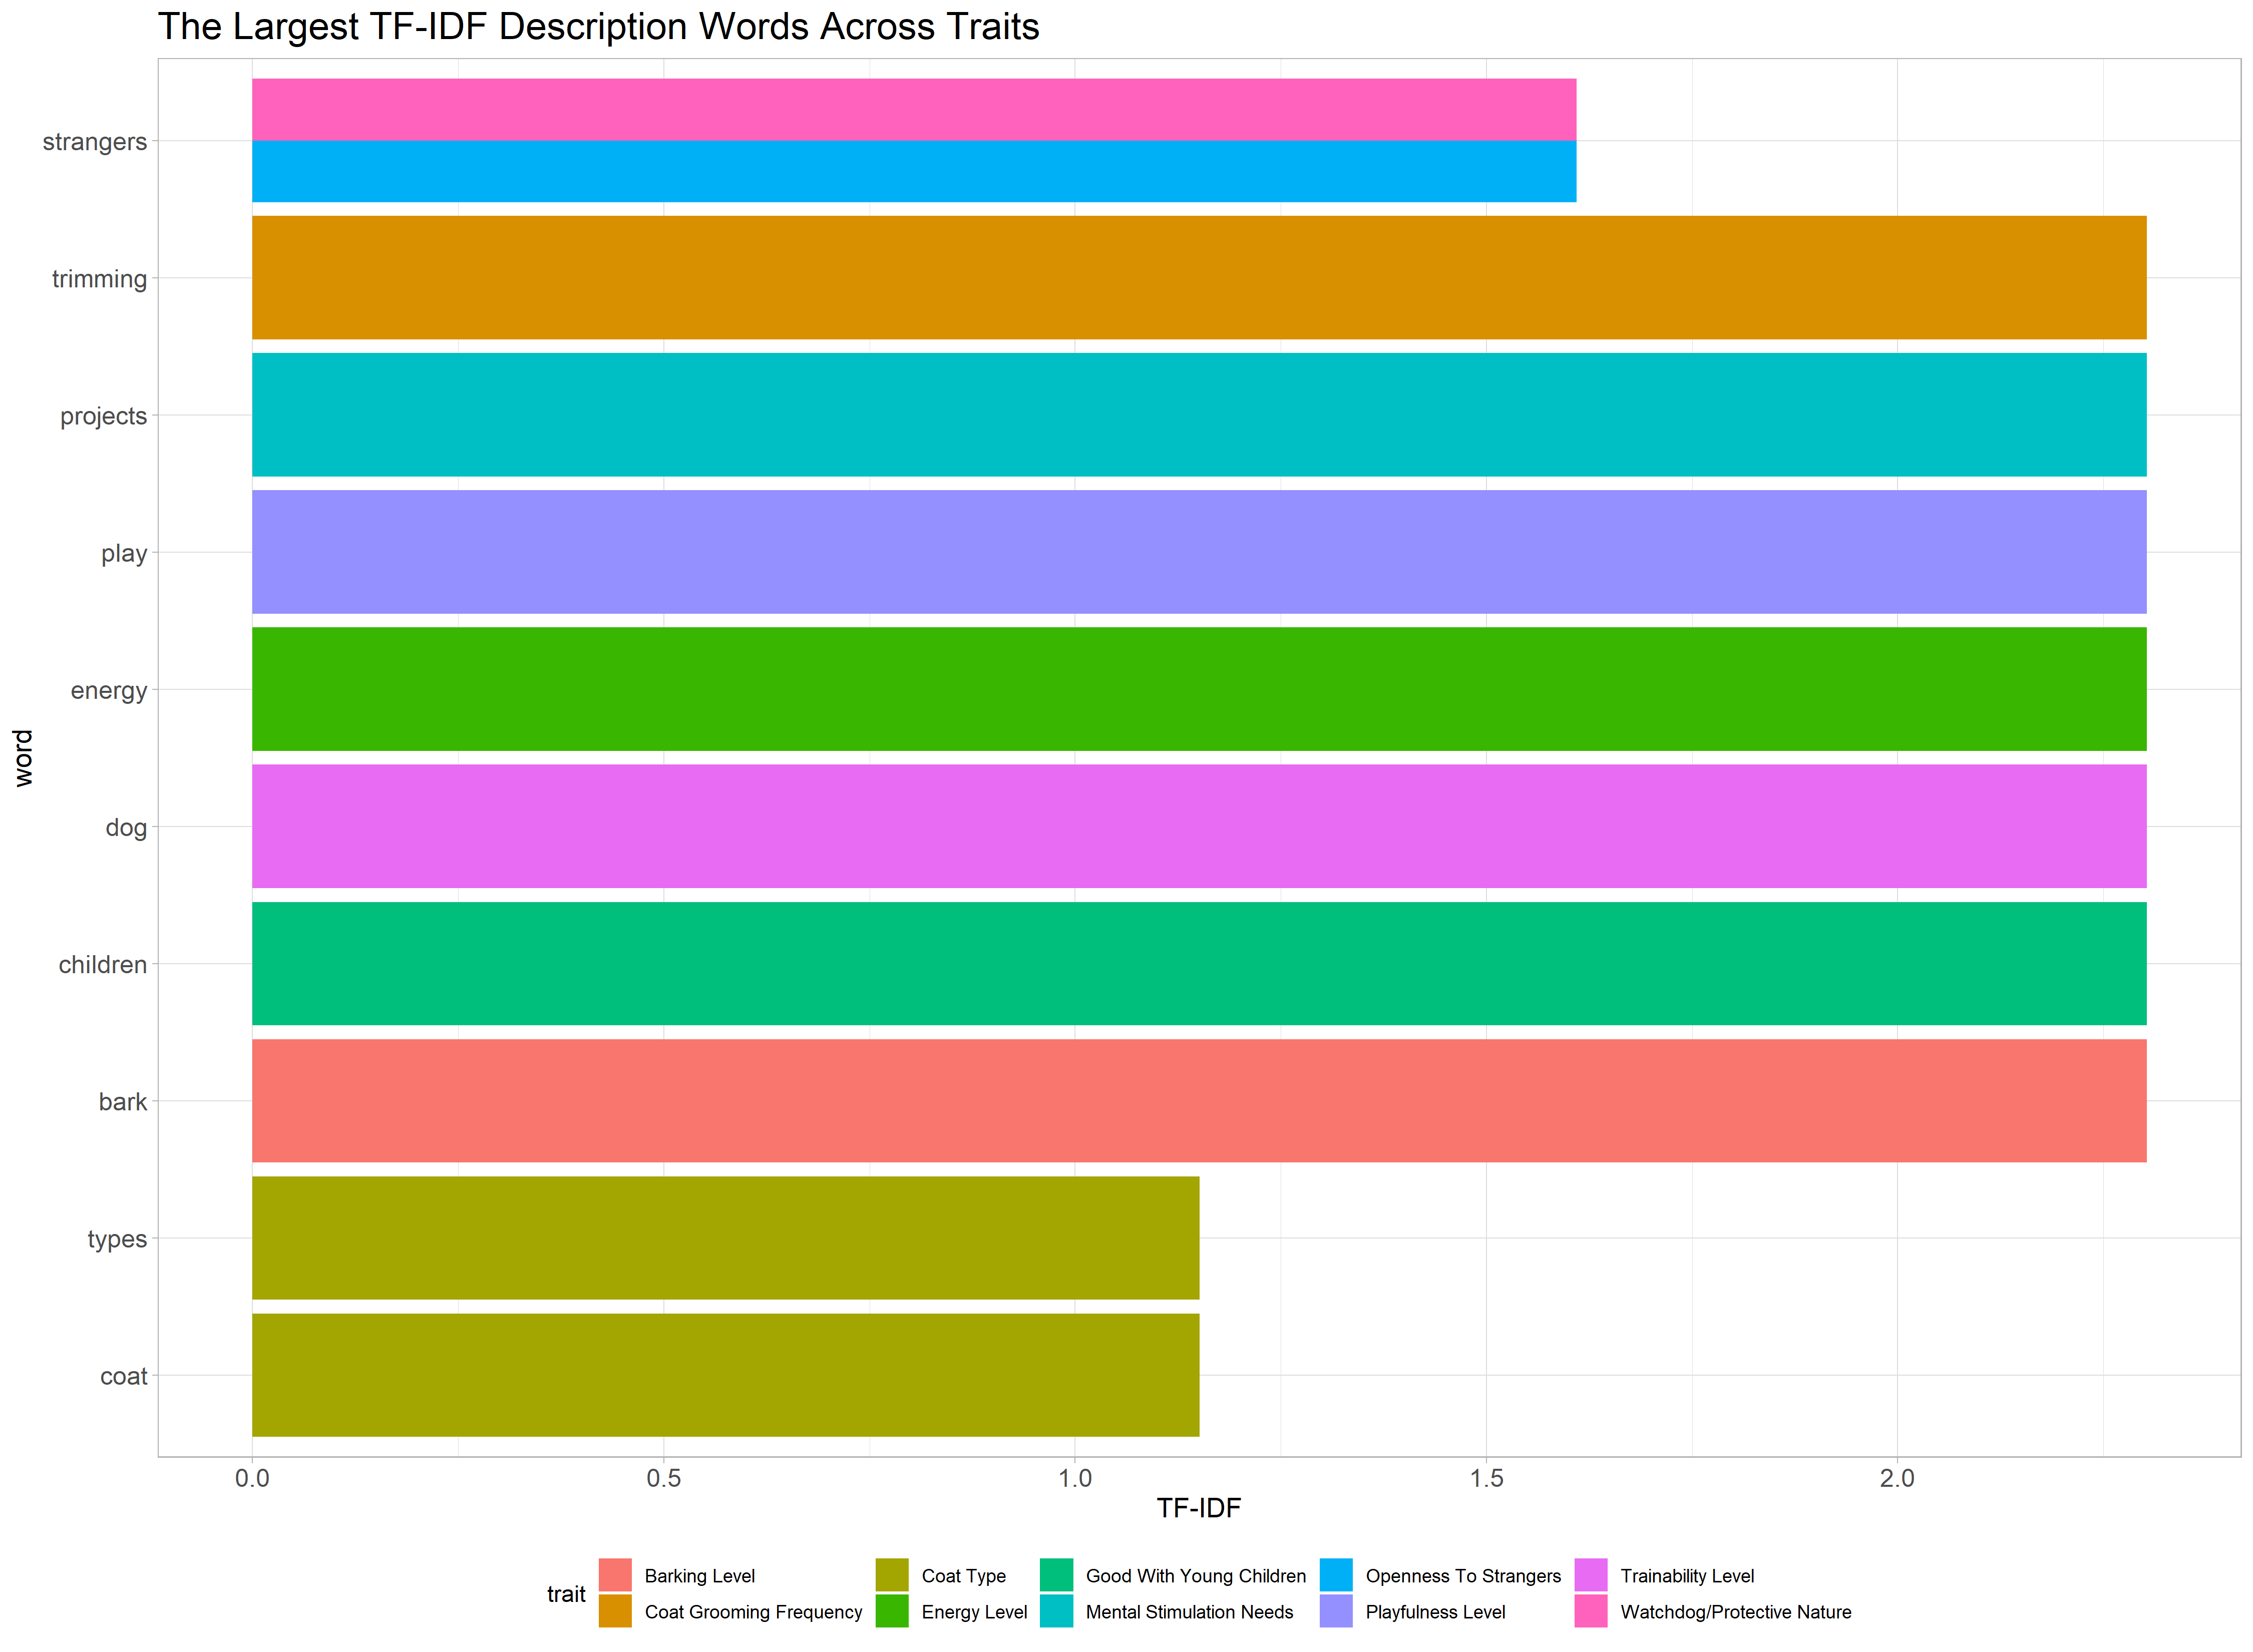 The Largest TF-IDF Description Words Across Traits
strangers
trimming
projects
play
energy
word
dog
children
bark
types
coat
0.0 0.5 1.0 1.5 2.0
TF-IDF
trait
Barking Level Coat Type Good With Young Children Openness To Strangers Trainability Level
Coat Grooming Frequency Energy Level Mental Stimulation Needs Playfulness Level Watchdog/Protective Nature